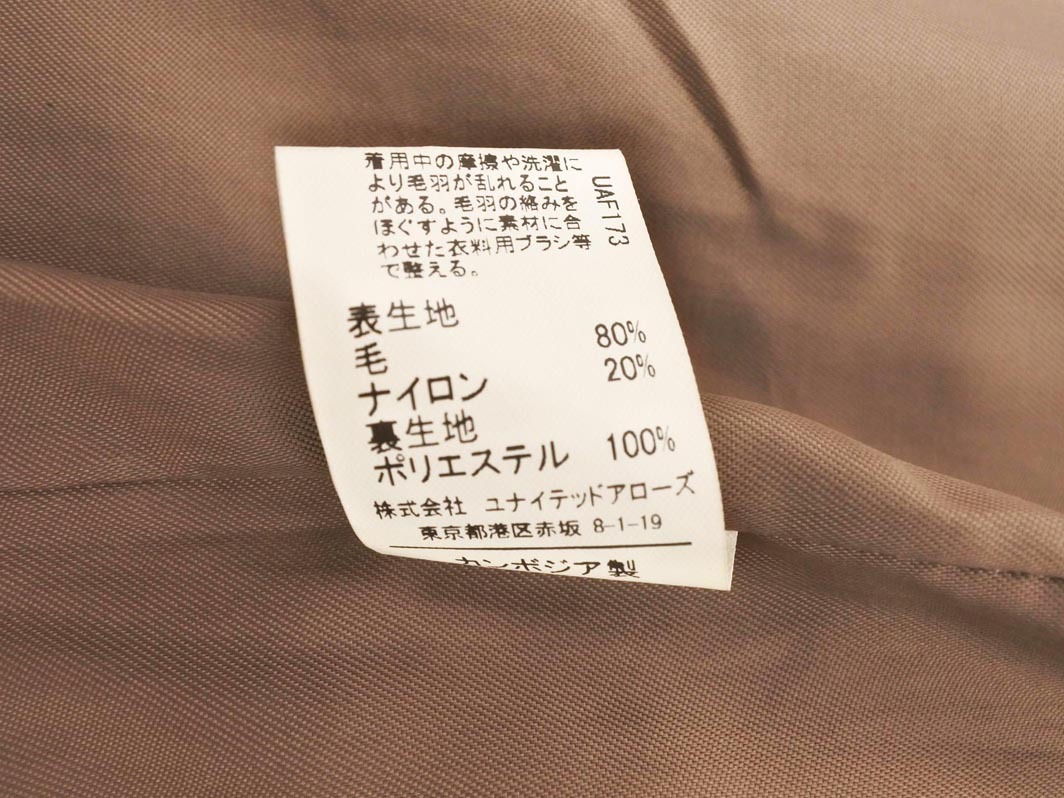 着用中の摩擦や洗濯に
より毛羽が乱れること
がある。毛羽の絡みを
ほぐすように素材に合
わせた衣料用ブラシ等
で整える。
UAF173
表生地
毛 80%
ナイロン 20%
裏生地
ポリエステル 100%
株式会社 ユナイテッドアローズ
東京都港区赤坂 8-1-19
カンボジア製